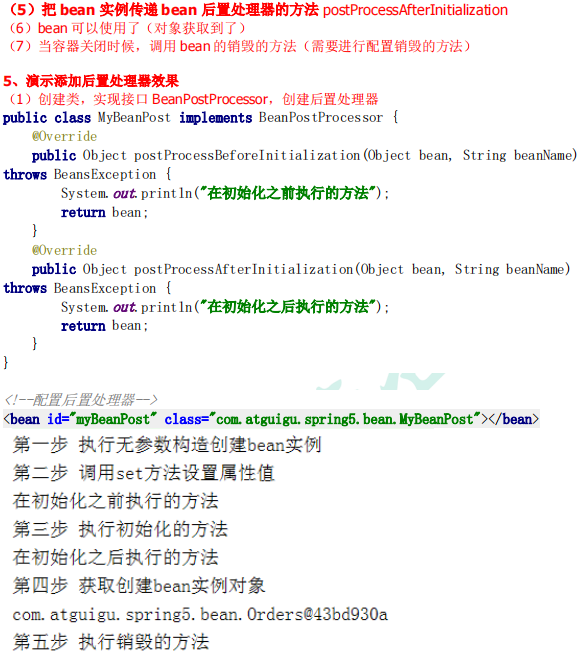 （5）把 bean 实例传递 bean 后置处理器的方法 postProcessAfterInitialization
（6）bean 可以使用了（对象获取到了）
（7）当容器关闭时候，调用 bean 的销毁的方法（需要进行配置销毁的方法）
5、演示添加后置处理器效果
（1）创建类，实现接口 BeanPostProcessor，创建后置处理器
public class MyBeanPost implements BeanPostProcessor {
@Override
public Object postProcessBeforeInitialization(Object bean, String beanName)
throws BeansException {
System.out.println("在初始化之前执行的方法");
return bean;
}
@Override
public Object postProcessAfterInitialization(Object bean, String beanName)
throws BeansException {
System.out.println("在初始化之后执行的方法");
return bean;
}
}
<!--配置后置处理器-->
<bean id="myBeanPost" class="com.atguigu.spring5.bean.MyBeanPost"></bean>
第一步 执行无参数构造创建bean实例
第二步 调用set方法设置属性值
在初始化之前执行的方法
第三步 执行初始化的方法
在初始化之后执行的方法
第四步 获取创建bean实例对象
com.atguigu.spring5.bean.Orders@43bd930a
第五步 执行销毁的方法